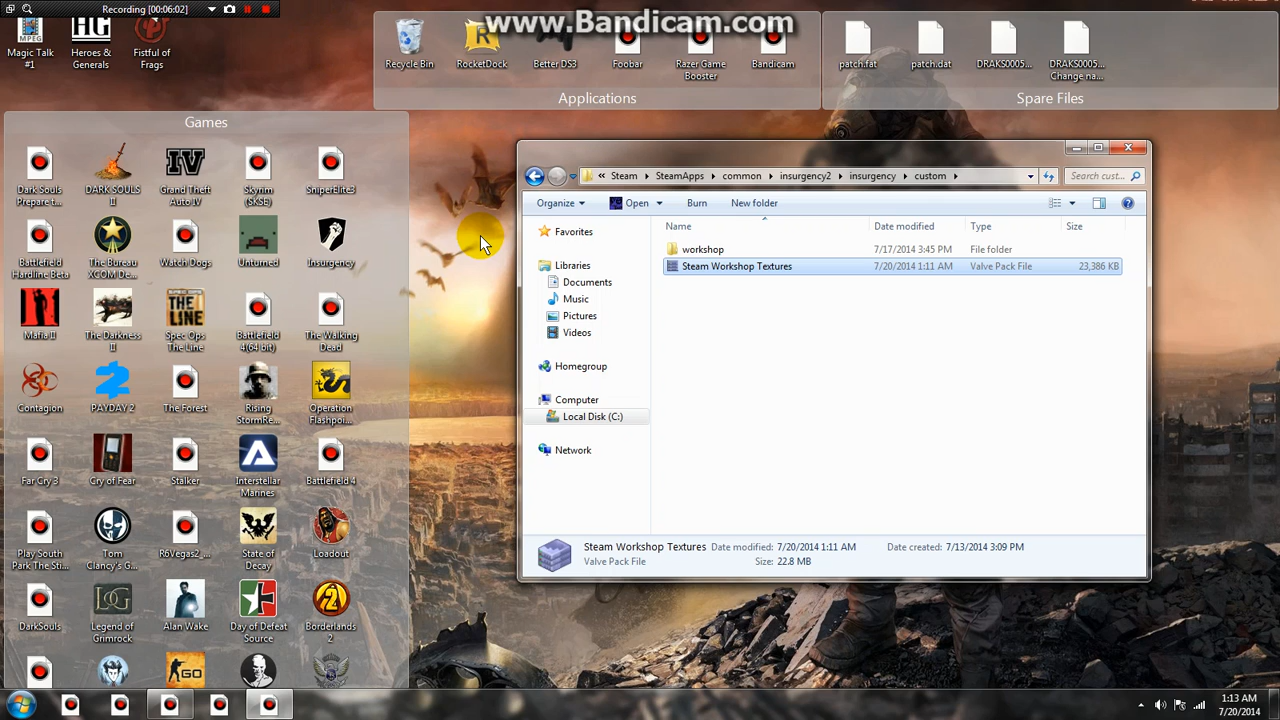 Recording [00:06:02]
www.Bandicam.com
Magic Talk
#1
Heroes &
Generals
Fistful of
Frags
Recycle Bin
RocketDock
Better DS3
Foobar
Razer Game
Booster
Bandicam
Applications
patch.fat
patch.dat
DRAKS0005...
DRAKS0005...
Change na...
Spare Files
Games
Dark Souls
Prepare t...
DARK SOULS
II
Grand Theft
Auto IV
Skyrim
(SKSE)
SniperElite3
Battlefield
Hardline Beta
The Bureau
XCOM De...
Watch Dogs
Unturned
Insurgency
Mafia II
The Darkness
II
Spec Ops
The Line
Battlefield
4(64 bit)
The Walking
Dead
Contagion
PAYDAY 2
The Forest
Rising
StormRe...
Operation
Flashpoi...
Far Cry 3
Cry of Fear
Stalker
Interstellar
Marines
Battlefield 4
Play South
Park The Sti...
Tom
Clancy's G...
R6Vegas2_...
State of
Decay
Loadout
DarkSouls
Legend of
Grimrock
Alan Wake
Day of Defeat
Source
Borderlands
2
« Steam ▸ SteamApps ▸ common ▸ insurgency2 ▸ insurgency ▸ custom ▸
Search cust...
Organize
Open
Burn
New folder
Name
Date modified
Type
Size
workshop 7/17/2014 3:45 PM File folder
Steam Workshop Textures 7/20/2014 1:11 AM Valve Pack File 23,386 KB
Favorites
Libraries
Documents
Music
Pictures
Videos
Homegroup
Computer
Local Disk (C:)
Network
Steam Workshop Textures Date modified: 7/20/2014 1:11 AM Date created: 7/13/2014 3:09 PM
Valve Pack File Size: 22.8 MB
1:13 AM
7/20/2014